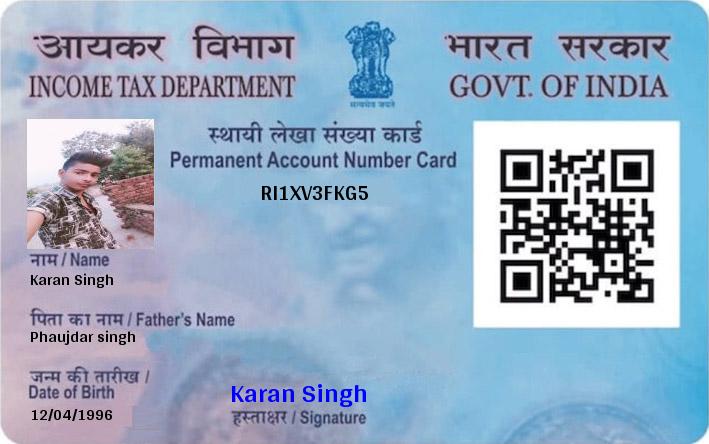 आयकर विभाग
INCOME TAX DEPARTMENT
सत्यमेव जयते
भारत सरकार
GOVT. OF INDIA
स्थायी लेखा संख्या कार्ड
Permanent Account Number Card
RI1XV3FKG5
नाम / Name
Karan Singh
पिता का नाम / Father's Name
Phaujdar singh
जन्म की तारीख /
Date of Birth
12/04/1996
Karan Singh
हस्ताक्षर / Signature